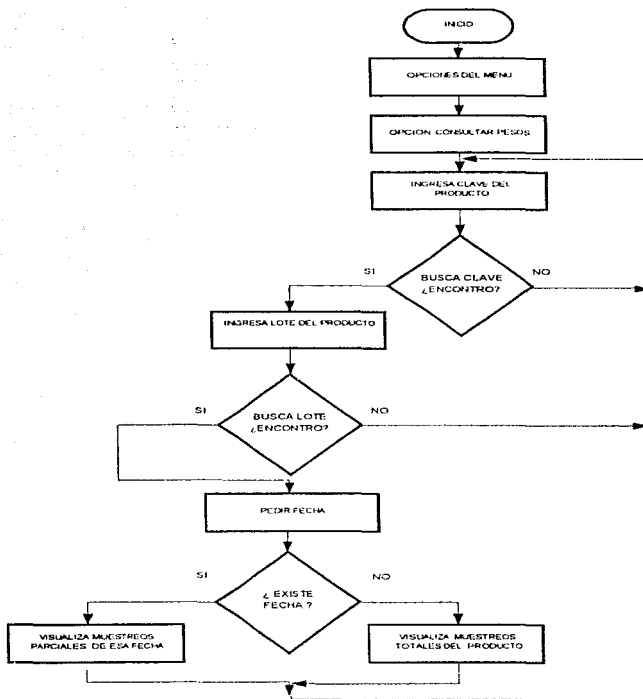 INICIO
OPCIONES DEL MENU
OPCION CONSULTAR PESOS
INGRESA CLAVE DEL
PRODUCTO
BUSCA CLAVE
¿ENCONTRO?
SI
NO
INGRESA LOTE DEL PRODUCTO
BUSCA LOTE
¿ENCONTRO?
SI
NO
PEDIR FECHA
¿ EXISTE
FECHA ?
SI
NO
VISUALIZA MUESTREOS
PARCIALES DE ESA FECHA
VISUALIZA MUESTREOS
TOTALES DEL PRODUCTO